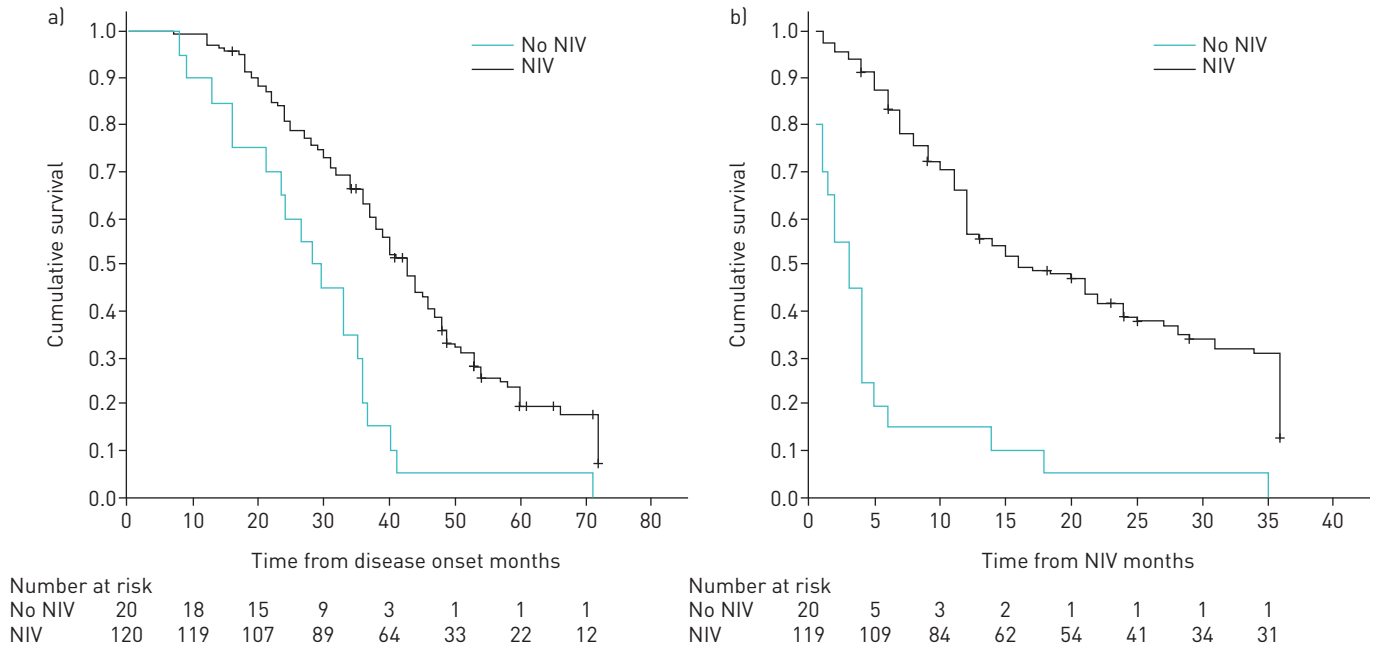 a)
Cumulative survival
1.0
0.9
0.8
0.7
0.6
0.5
0.4
0.3
0.2
0.1
0.0
No NIV
NIV
0 10 20 30 40 50 60 70 80
Time from disease onset months
Number at risk
No NIV 20 18 15 9 3 1 1 1
NIV 120 119 107 89 64 33 22 12
b)
Cumulative survival
1.0
0.9
0.8
0.7
0.6
0.5
0.4
0.3
0.2
0.1
0.0
No NIV
NIV
0 5 10 15 20 25 30 35 40
Time from NIV months
Number at risk
No NIV 20 5 3 2 1 1 1 1
NIV 119 109 84 62 54 41 34 31